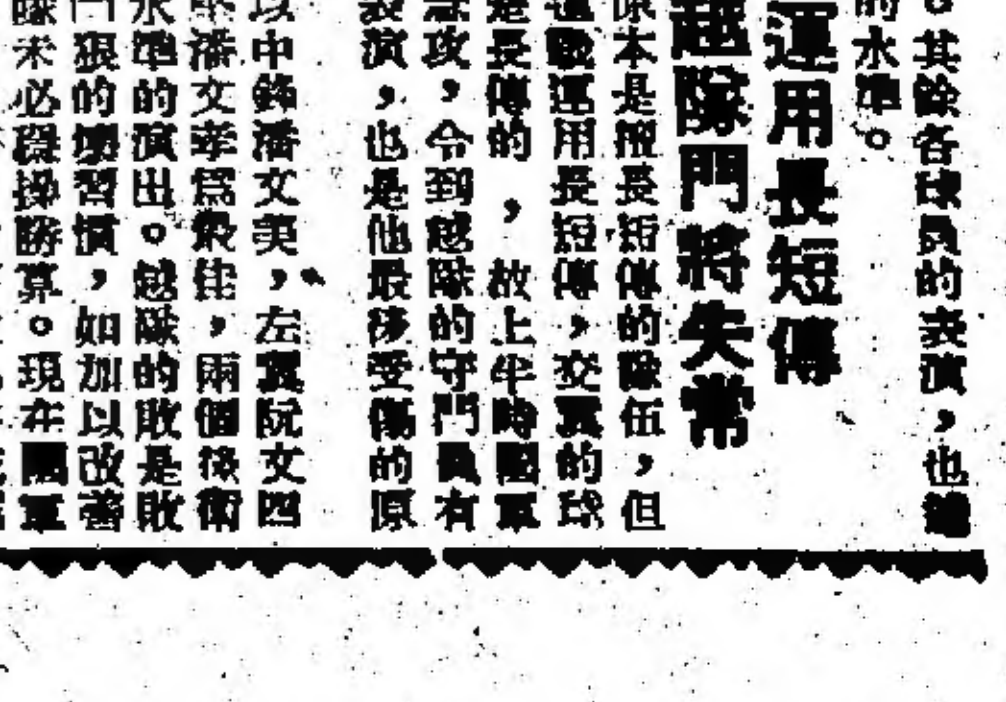 。其餘各球員的表演，也
的水準。
運用長短傳
越隊門將失常
原本是擅長短傳的隊伍，但
運用長短傳，交翼的球
是長傳的，故上半時國軍
急攻，令到越隊的守門員有
表演，也是他最後受傷的原
以中鋒潘文美，左翼阮文四
潘文孝爲最佳，兩個後衛
水準的演出。越隊的敗是敗
門狠的壞習慣，如加以改善
隊未必穩操勝算。現在國軍